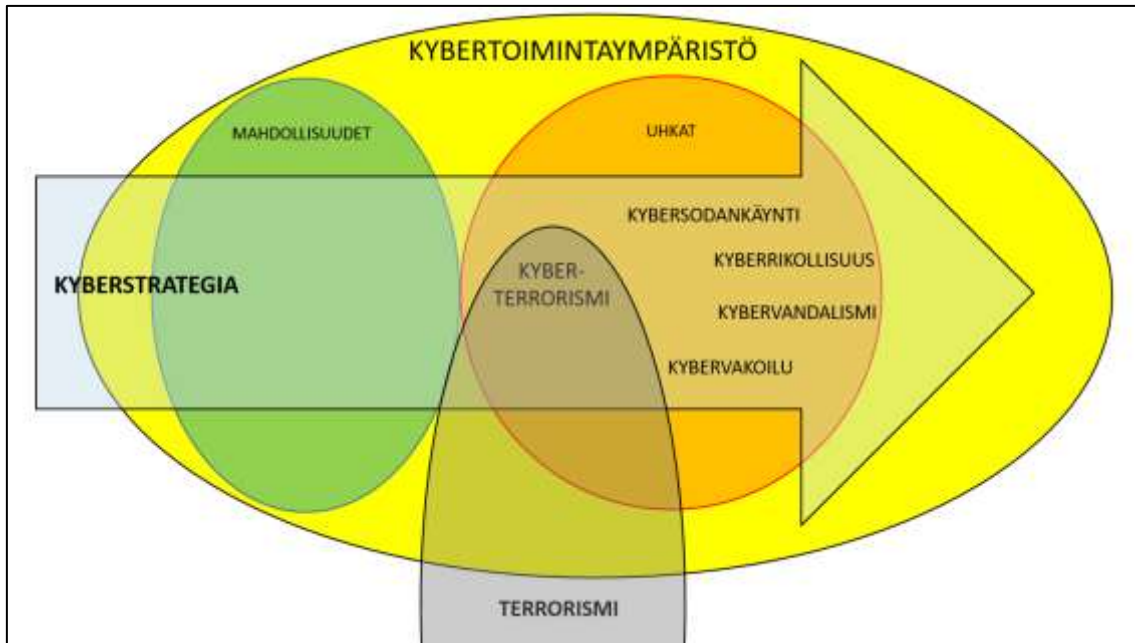 KYBERTOIMINTAYMPÄRISTÖ
MAHDOLLISUUDET
UHKAT
KYBERSODANKÄYNTI
KYBERRIKOLLISUUS
KYBER-
TERRORISMI
KYBERSTRATEGIA
KYBERVANDALISMI
KYBERVAKOILU
TERRORISMI